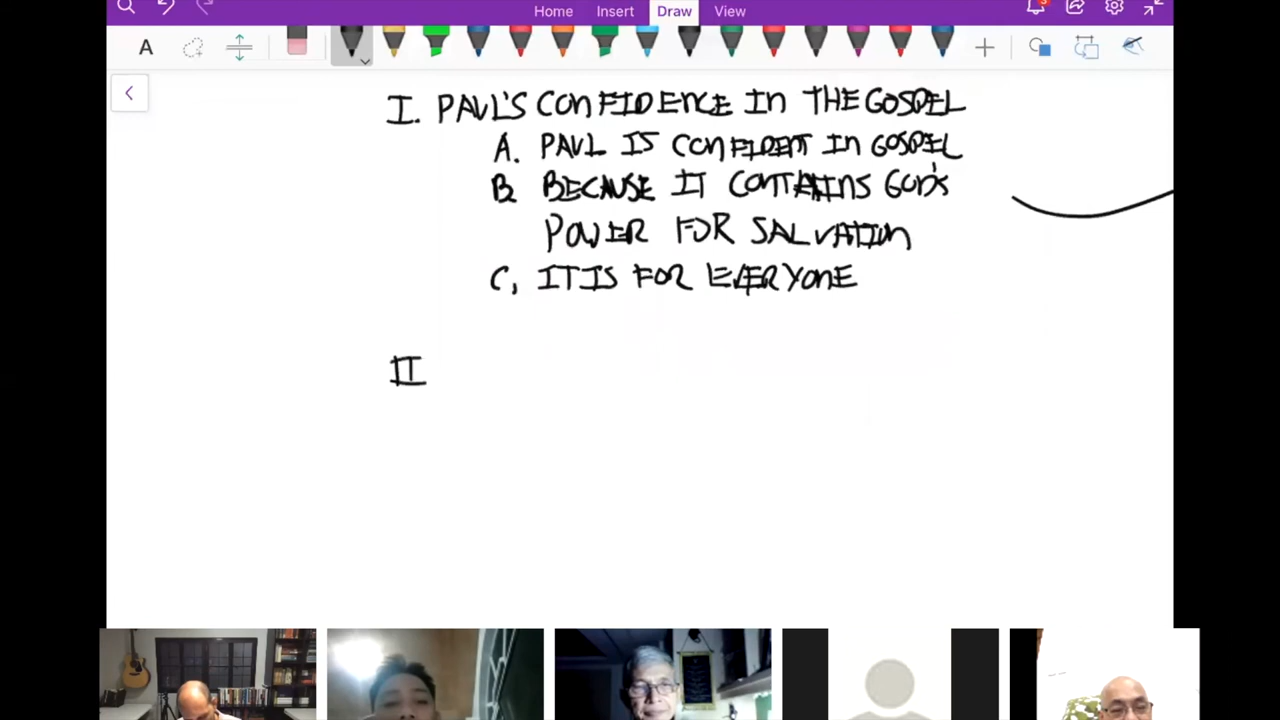 Home Insert Draw View
A
I. PAUL'S CONFIDENCE IN THE GOSPEL
A. PAUL IS CONFIDENT IN GOSPEL
B. BECAUSE IT CONTAINS GOD'S
POWER FOR SALVATION
C. IT IS FOR EVERYONE
II